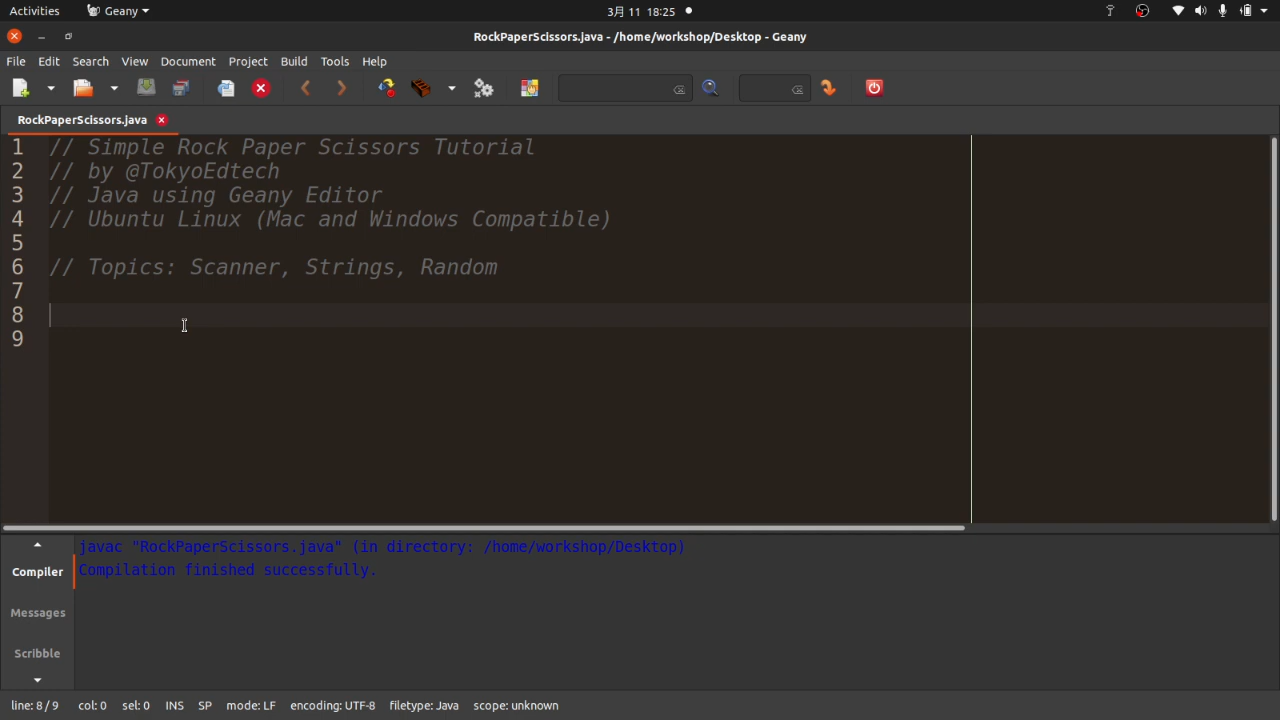 Activities Geany 3月 11 18:25
RockPaperScissors.java - /home/workshop/Desktop - Geany
File Edit Search View Document Project Build Tools Help
RockPaperScissors.java
1 // Simple Rock Paper Scissors Tutorial
2 // by @TokyoEdtech
3 // Java using Geany Editor
4 // Ubuntu Linux (Mac and Windows Compatible)
5
6 // Topics: Scanner, Strings, Random
7
8
9
javac "RockPaperScissors.java" (in directory: /home/workshop/Desktop)
Compiler Compilation finished successfully.
Messages
Scribble
line: 8 / 9 col: 0 sel: 0 INS SP mode: LF encoding: UTF-8 filetype: Java scope: unknown